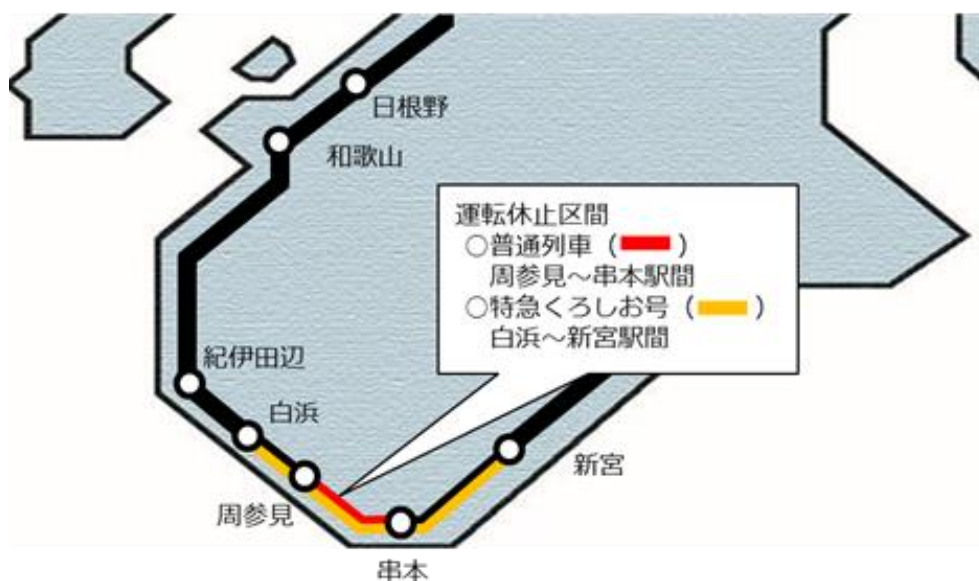 日根野
和歌山
運転休止区間
○普通列車（ ）
周参見～串本駅間
○特急くろしお号（ ）
白浜～新宮駅間
紀伊田辺
白浜
新宮
周参見
串本